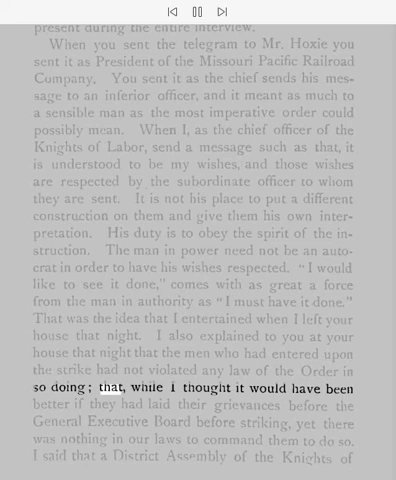 present during the entire interview.
When you sent the telegram to Mr. Hoxie you
sent it as President of the Missouri Pacific Railroad
Company. You sent it as the chief sends his mes-
sage to an inferior officer, and it meant as much to
a sensible man as the most imperative order could
possibly mean. When I, as the chief officer of the
Knights of Labor, send a message such as that, it
is understood to be my wishes, and those wishes
are respected by the subordinate officer to whom
they are sent. It is not his place to put a different
construction on them and give them his own inter-
pretation. His duty is to obey the spirit of the in-
struction. The man in power need not be an auto-
crat in order to have his wishes respected. "I would
like to see it done," comes with as great a force
from the man in authority as "I must have it done."
That was the idea that I entertained when I left your
house that night. I also explained to you at your
house that night that the men who had entered upon
the strike had not violated any law of the Order in
so doing; that, while I thought it would have been
better if they had laid their grievances before the
General Executive Board before striking, yet there
was nothing in our laws to command them to do so.
I said that a District Assembly of the Knights of